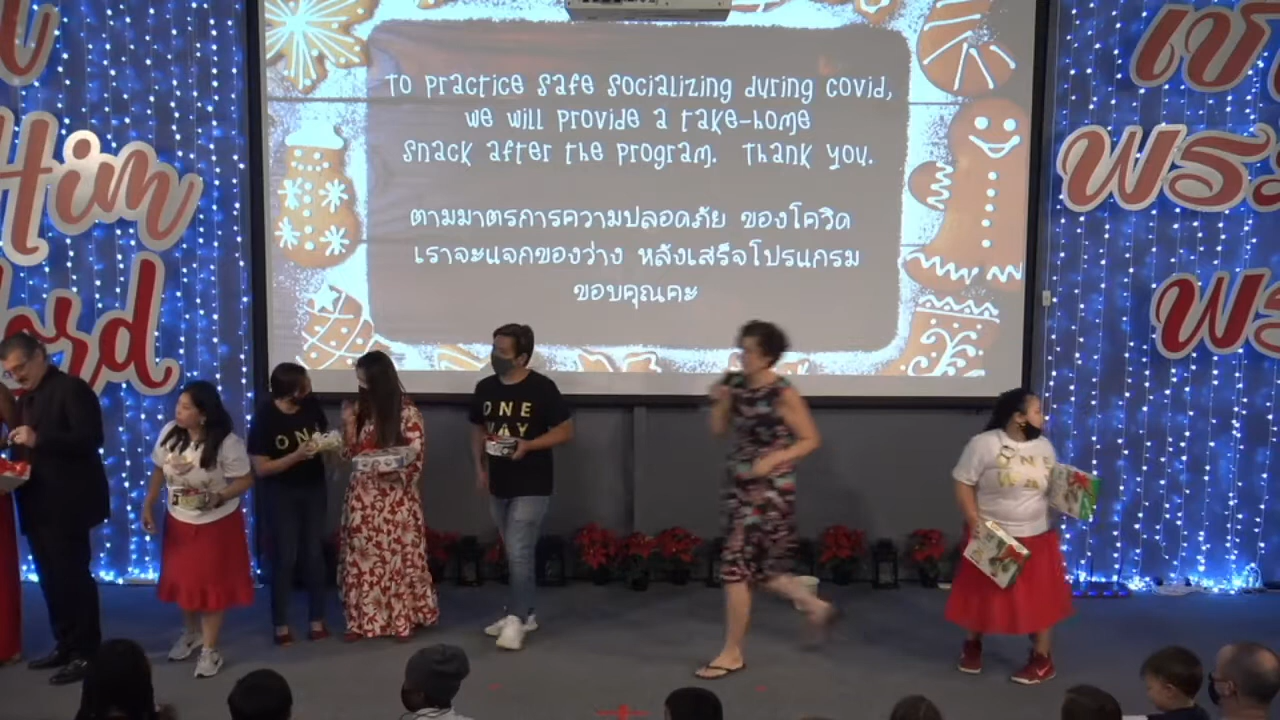 To Practice Safe Socializing during covid,
we will provide a take-home
Snack after the Program. Thank you.
ตามมาตรการความปลอดภัย ของโควิด
เราจะแจกของว่าง หลังเสร็จโปรแกรม
ขอบคุณคะ
Him
ONE
WAY
ONE